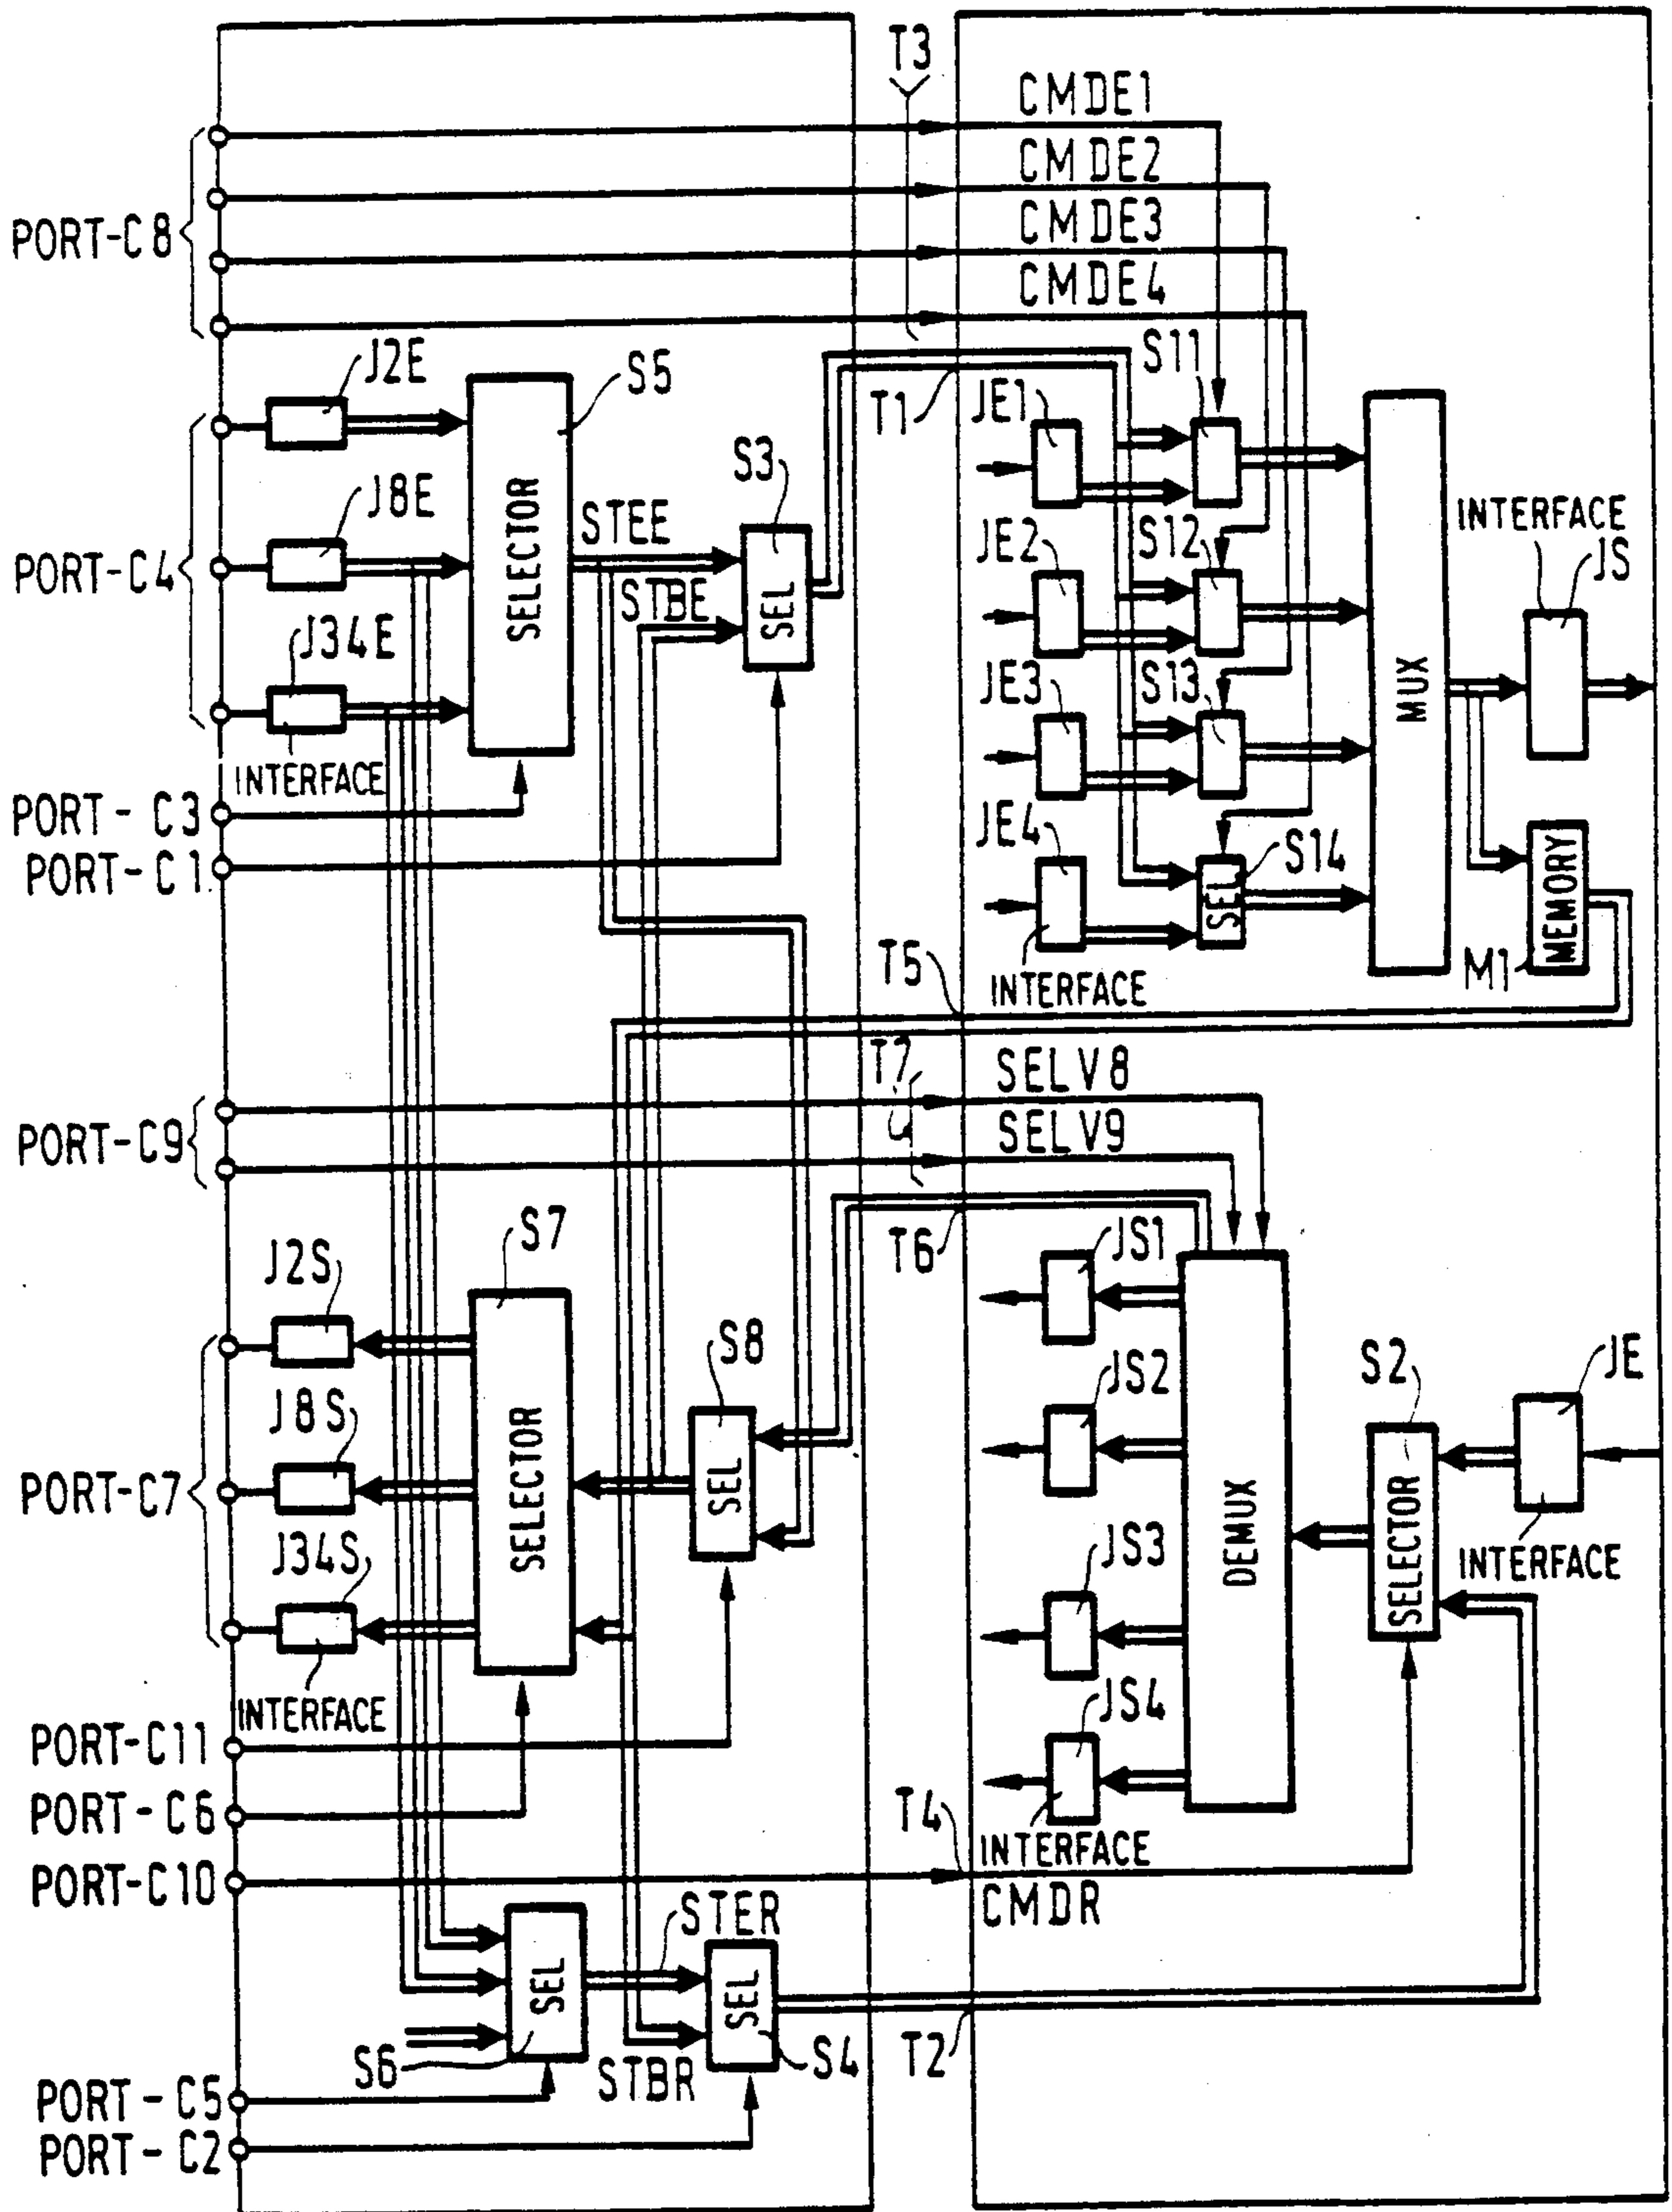 T3
CMDE1
CMDE2
CMDE3
CMDE4
PORT-C8
J2E
S5
S11
T1
JE1
S3
J8E
SELECTOR
STEE
INTERFACE
JE2
S12
JS
PORT-C4
STBE
SEL
J34E
JE3
S13
MUX
INTERFACE
PORT-C3
PORT-C1
JE4
S14
SEL
MEMORY
M1
T5
INTERFACE
T7
SELV8
SELV9
PORT-C9
T6
S7
JS1
J2S
S8
JS2
S2
JE
J8S
PORT-C7
SELECTOR
SEL
JS3
DEMUX
SELECTOR
INTERFACE
J34S
INTERFACE
JS4
PORT-C11
PORT-C6
T4
INTERFACE
PORT-C10
CMDR
STER
SEL
SEL
S6
STBR
S4
T2
PORT-C5
PORT-C2